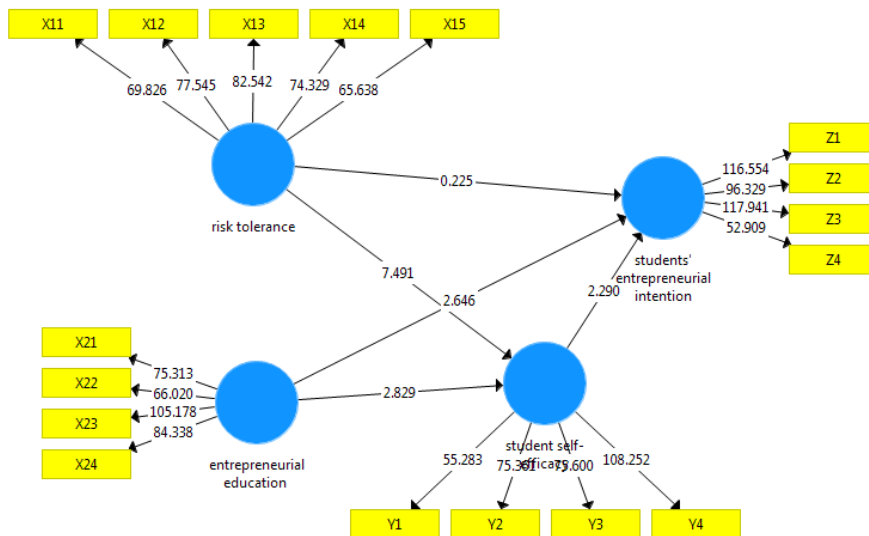 X11
X12
X13
X14
X15
69.826
77.545
82.542
74.329
65.638
risk tolerance
0.225
Z1
Z2
Z3
Z4
116.554
96.329
117.941
52.909
students'
entrepreneurial
intention
7.491
2.646
2.290
X21
X22
X23
X24
75.313
66.020
105.178
84.338
entrepreneurial
education
2.829
student self-
efficacy
55.283
75.361
75.600
108.252
Y1
Y2
Y3
Y4